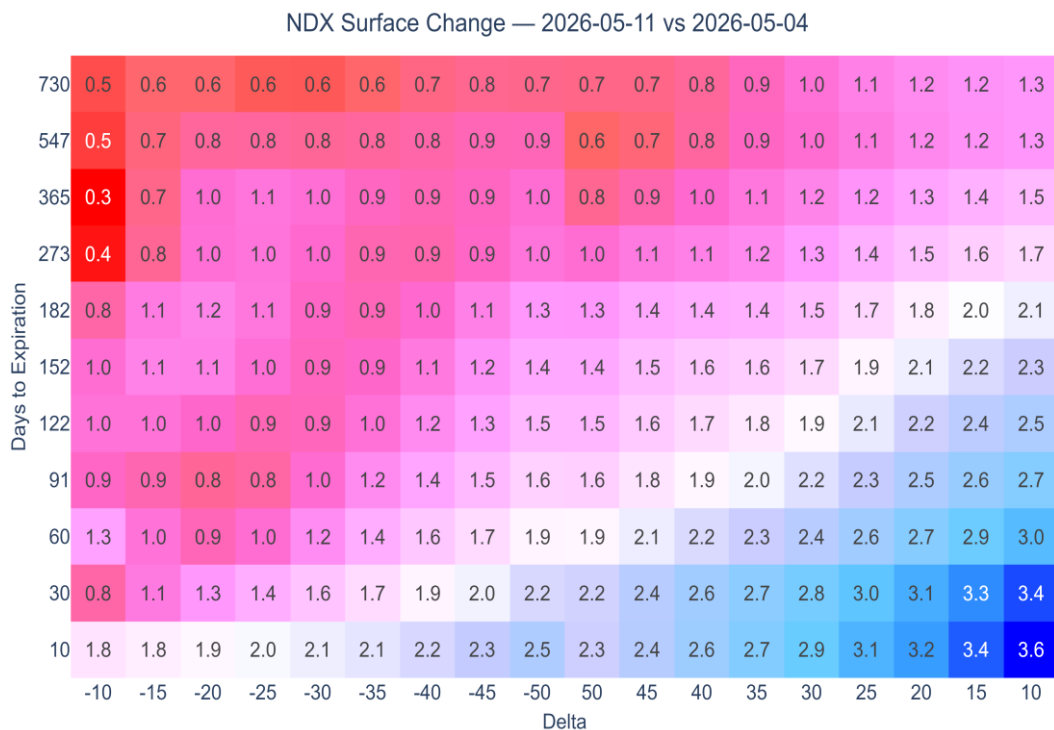 NDX Surface Change — 2026-05-11 vs 2026-05-04
Days to Expiration
730 0.5 0.6 0.6 0.6 0.6 0.6 0.7 0.8 0.7 0.7 0.7 0.8 0.9 1.0 1.1 1.2 1.2 1.3
547 0.5 0.7 0.8 0.8 0.8 0.8 0.8 0.9 0.9 0.6 0.7 0.8 0.9 1.0 1.1 1.2 1.2 1.3
365 0.3 0.7 1.0 1.1 1.0 0.9 0.9 0.9 1.0 0.8 0.9 1.0 1.1 1.2 1.2 1.3 1.4 1.5
273 0.4 0.8 1.0 1.0 1.0 0.9 0.9 0.9 1.0 1.0 1.1 1.1 1.2 1.3 1.4 1.5 1.6 1.7
182 0.8 1.1 1.2 1.1 0.9 0.9 1.0 1.1 1.3 1.3 1.4 1.4 1.4 1.5 1.7 1.8 2.0 2.1
152 1.0 1.1 1.1 1.0 0.9 0.9 1.1 1.2 1.4 1.4 1.5 1.6 1.6 1.7 1.9 2.1 2.2 2.3
122 1.0 1.0 1.0 0.9 0.9 1.0 1.2 1.3 1.5 1.5 1.6 1.7 1.8 1.9 2.1 2.2 2.4 2.5
91 0.9 0.9 0.8 0.8 1.0 1.2 1.4 1.5 1.6 1.6 1.8 1.9 2.0 2.2 2.3 2.5 2.6 2.7
60 1.3 1.0 0.9 1.0 1.2 1.4 1.6 1.7 1.9 1.9 2.1 2.2 2.3 2.4 2.6 2.7 2.9 3.0
30 0.8 1.1 1.3 1.4 1.6 1.7 1.9 2.0 2.2 2.2 2.4 2.6 2.7 2.8 3.0 3.1 3.3 3.4
10 1.8 1.8 1.9 2.0 2.1 2.1 2.2 2.3 2.5 2.3 2.4 2.6 2.7 2.9 3.1 3.2 3.4 3.6
-10 -15 -20 -25 -30 -35 -40 -45 -50 50 45 40 35 30 25 20 15 10
Delta